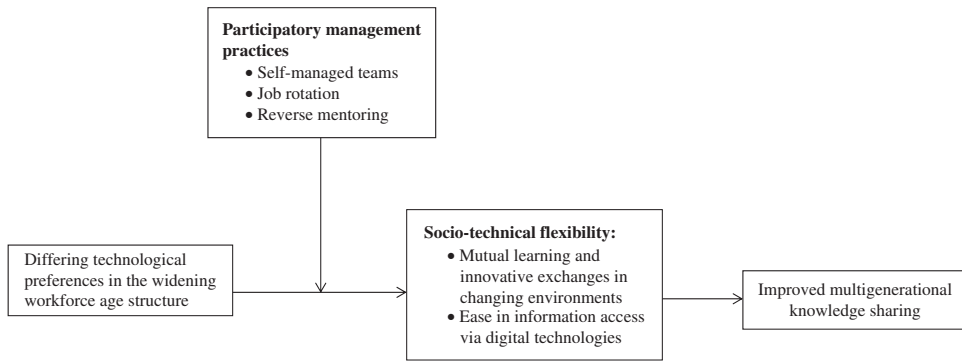 Participatory management
practices
• Self-managed teams
• Job rotation
• Reverse mentoring
Differing technological
preferences in the widening
workforce age structure
Socio-technical flexibility:
• Mutual learning and
innovative exchanges in
changing environments
• Ease in information access
via digital technologies
Improved multigenerational
knowledge sharing